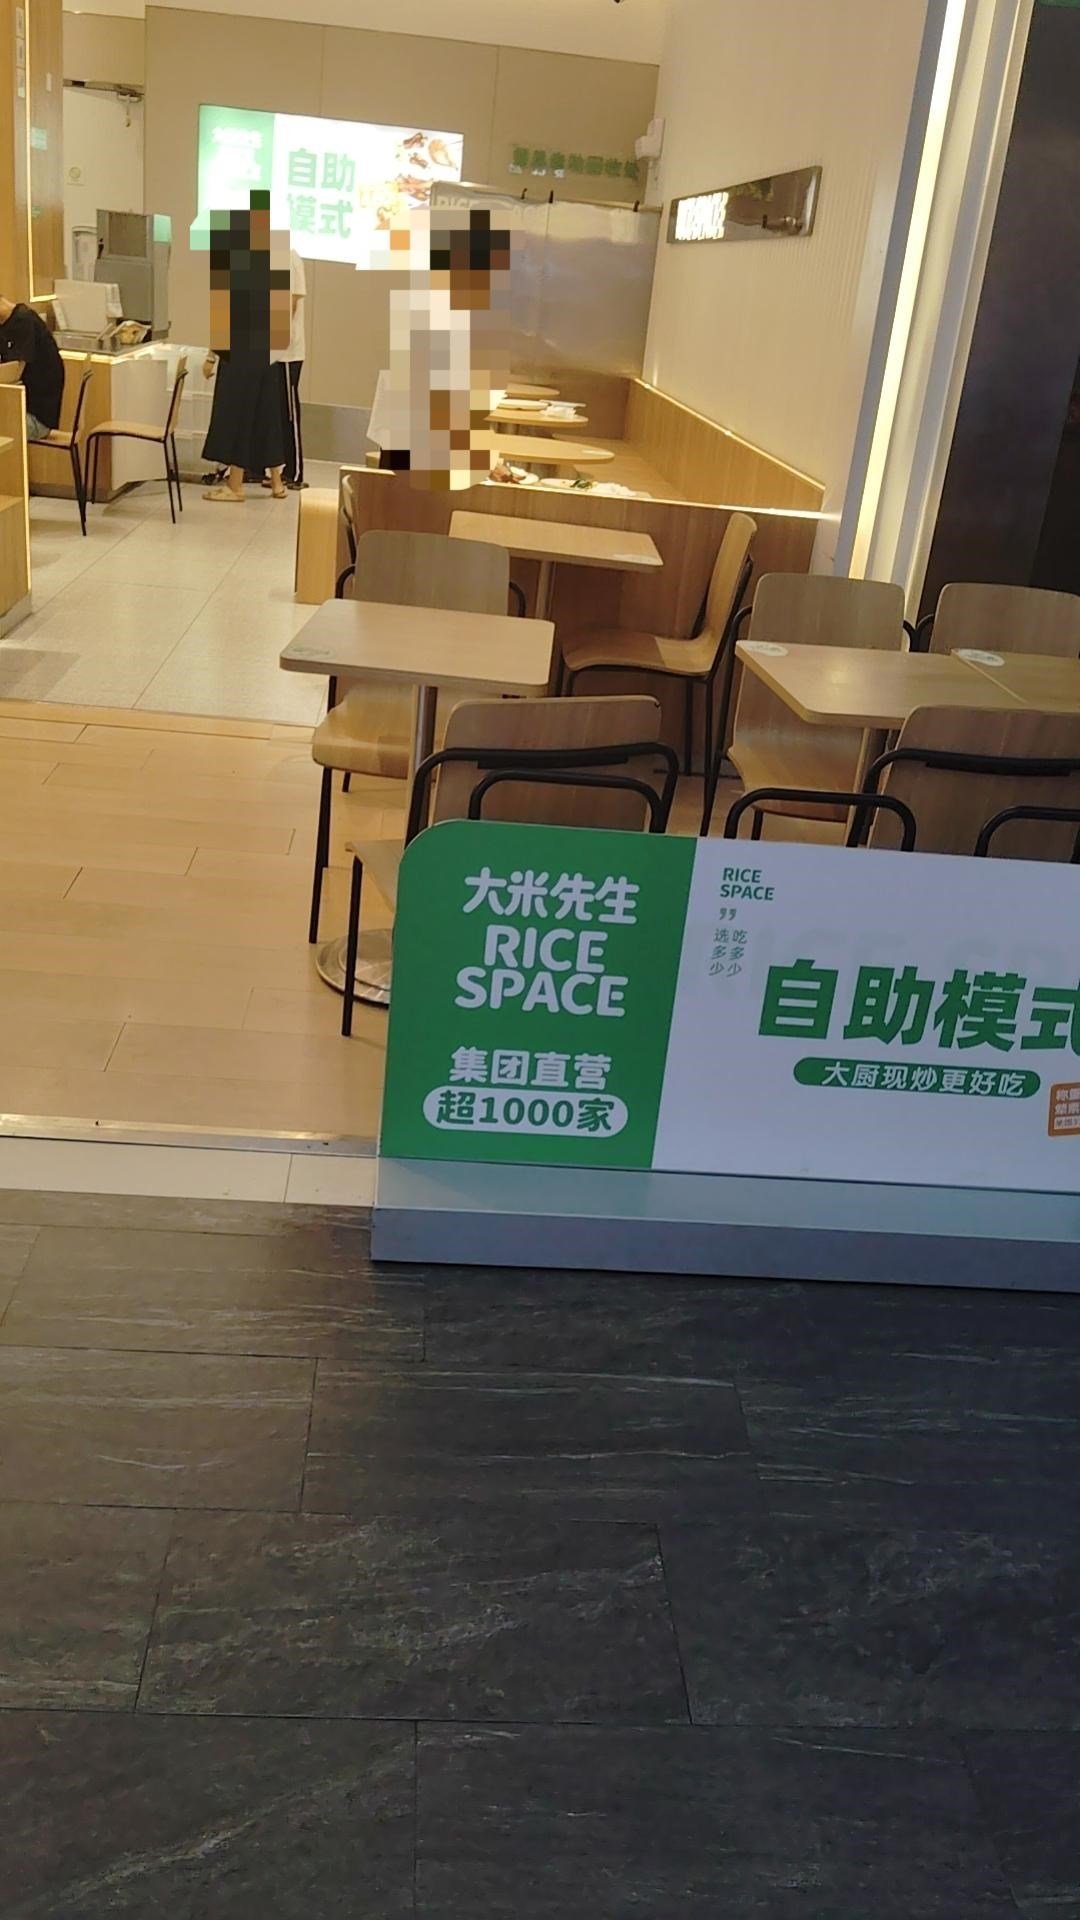 自助
模式
RICE SPACE
大米先生
RICE
SPACE
集团直营
超1000家
RICE
SPACE
吃多少
选多少
自助模式
大厨现炒更好吃